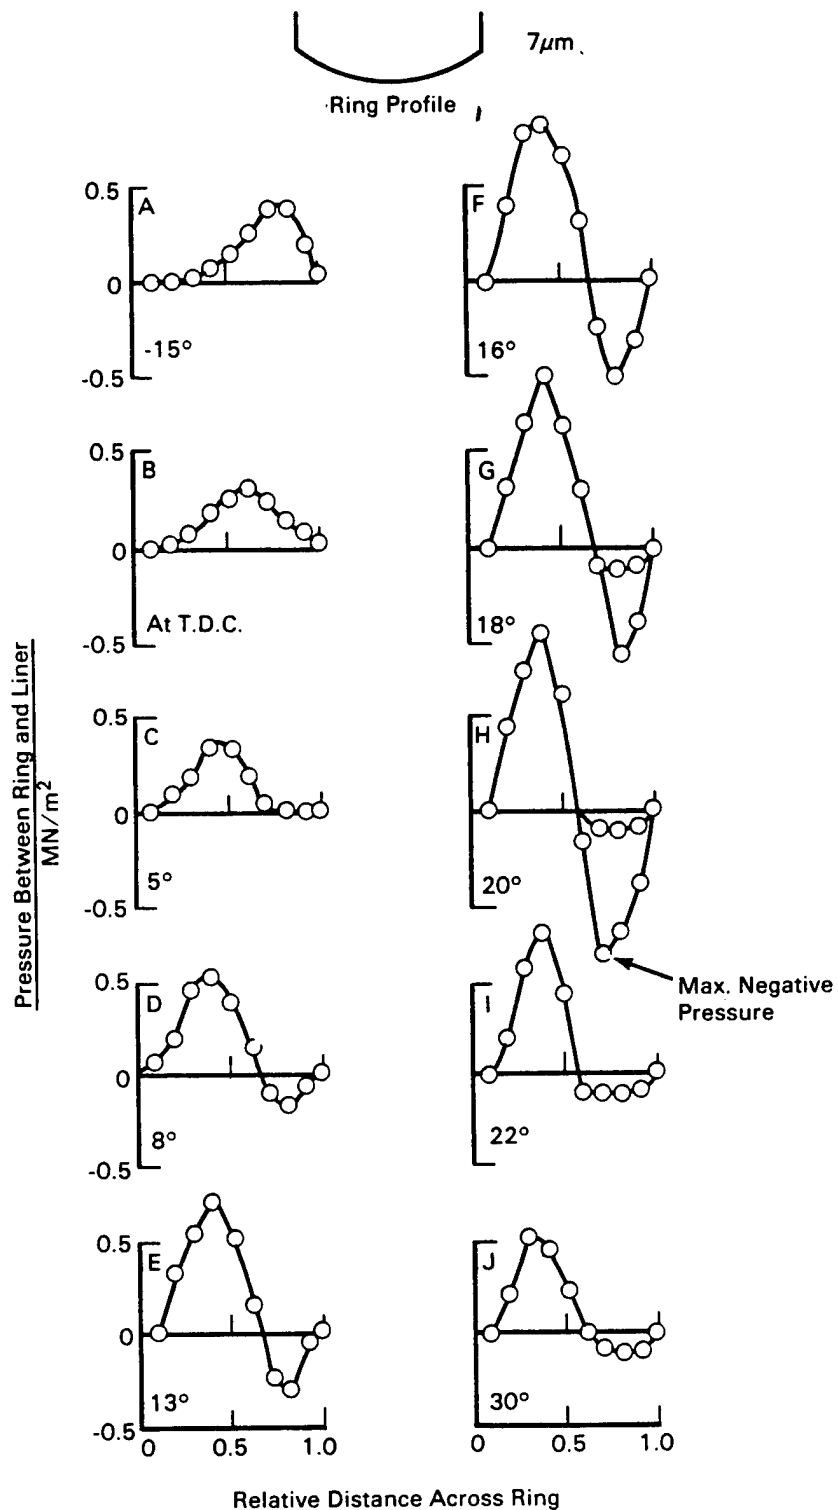 7μm
Ring Profile
0.5
A
0
-15°
-0.5
0.5
B
0
At T.D.C.
-0.5
0.5
C
0
5°
-0.5
0.5
D
0
8°
-0.5
0.5
E
0
13°
-0.5
0 0.5 1.0
F
16°
G
18°
H
20°
Max. Negative
Pressure
I
22°
J
30°
0 0.5 1.0
Pressure Between Ring and Liner
MN/m²
Relative Distance Across Ring